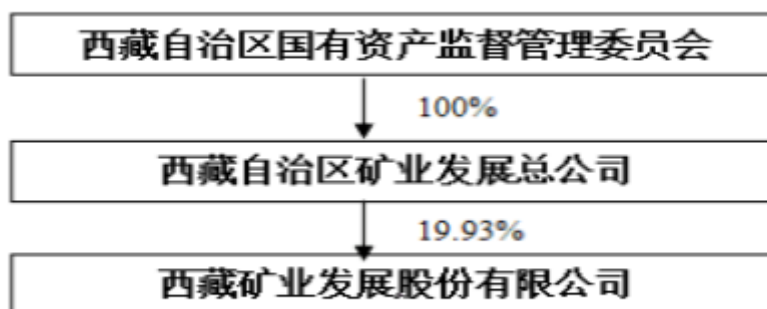 西藏自治区国有资产监督管理委员会
100%
西藏自治区矿业发展总公司
19.93%
西藏矿业发展股份有限公司